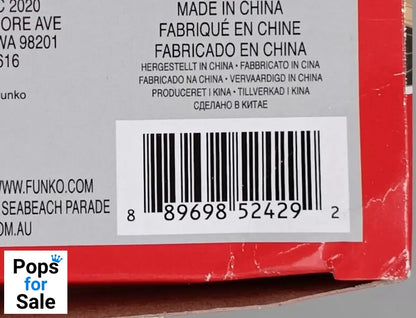 C 2020
ORE AVE
WA 98201
616
Funko
MADE IN CHINA
FABRIQUÉ EN CHINE
FABRICADO EN CHINA
HERGESTELLT IN CHINA • FABBRICATO IN CINA
FABRICADO NA CHINA • VERVAARDIGD IN CHINA
PRODUCERET I KINA • TILLVERKAD I KINA
СДЕЛАНО В КИТАЕ
WWW.FUNKO.COM
SEABEACH PARADE
.COM.AU
8 89698 52429 2
Pops
for
Sale